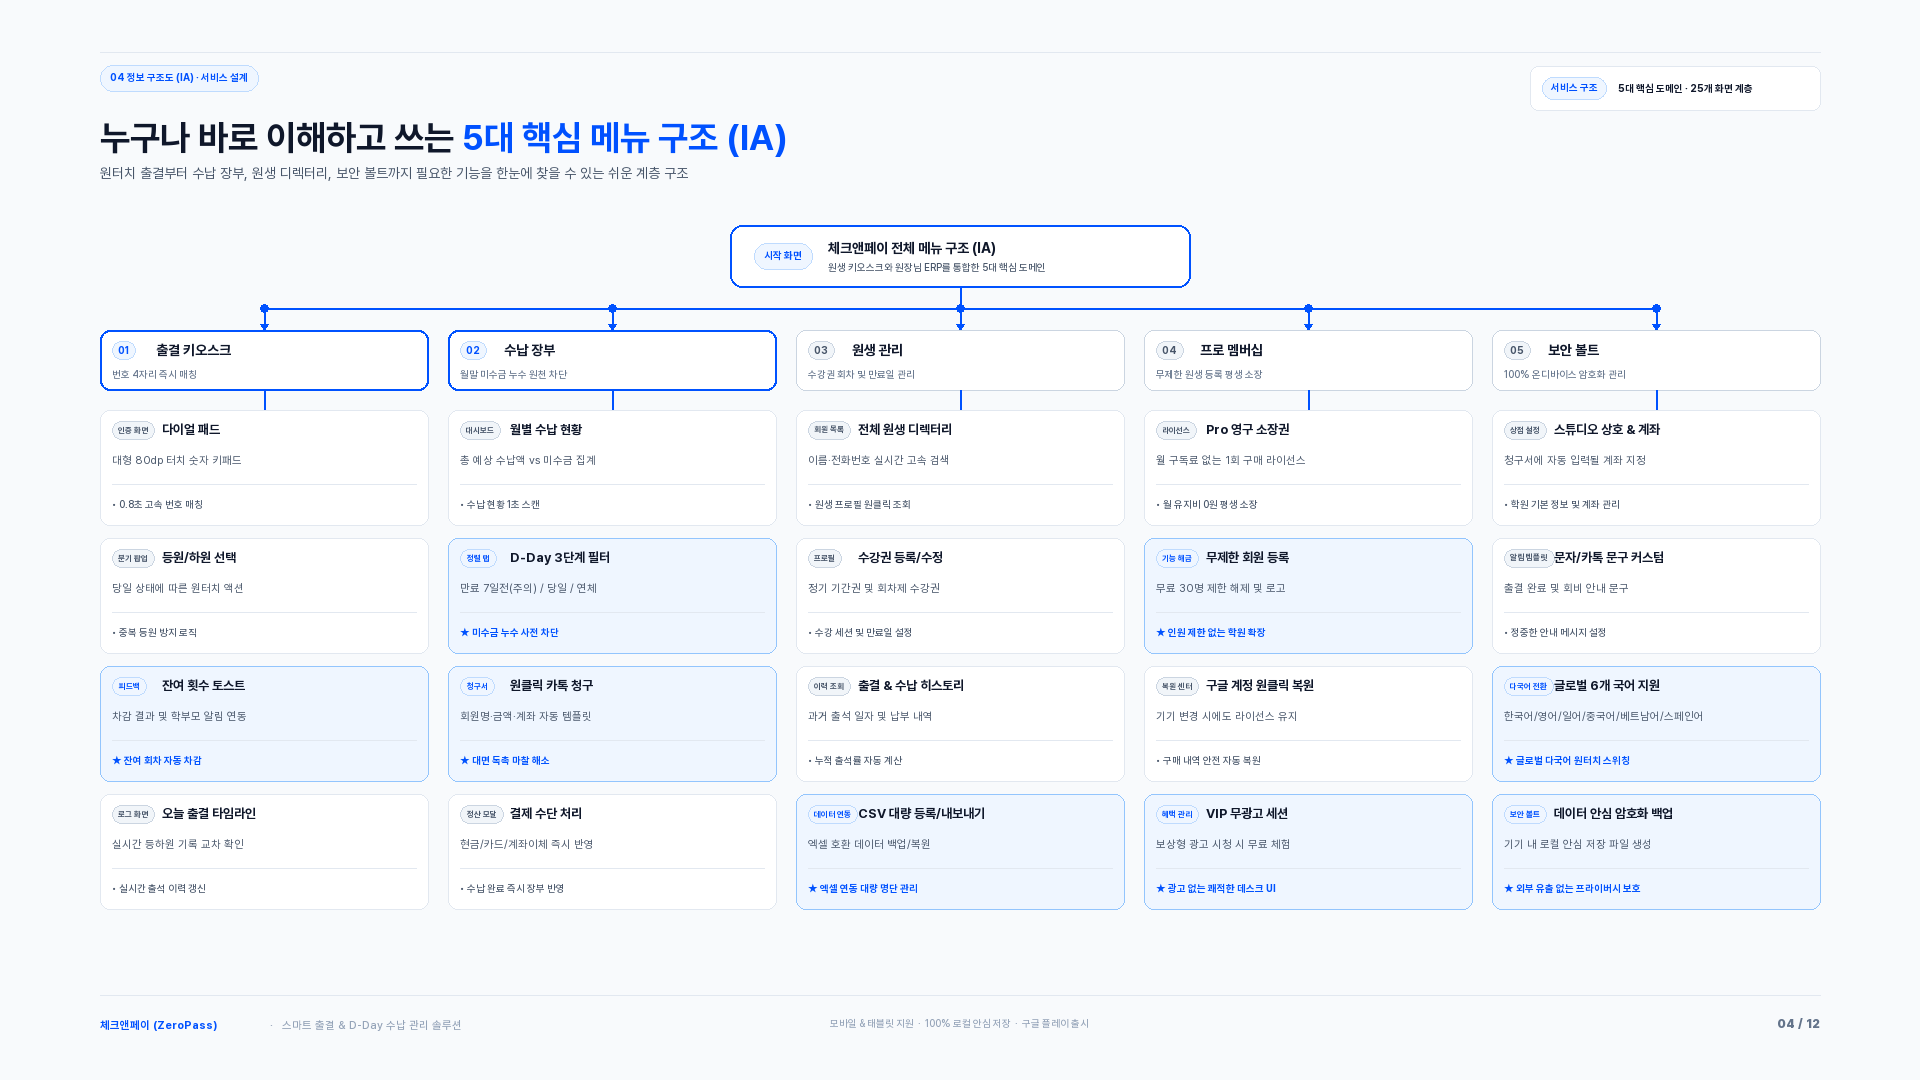 04 정보 구조도 (IA) · 서비스 설계
서비스 구조 5대 핵심 도메인 · 25개 화면 계층
누구나 바로 이해하고 쓰는 5대 핵심 메뉴 구조 (IA)
원터치 출결부터 수납 장부, 원생 디렉터리, 보안 볼트까지 필요한 기능을 한눈에 찾을 수 있는 쉬운 계층 구조
시작 화면
체크앤페이 전체 메뉴 구조 (IA)
원생 키오스크와 원장님 ERP를 통합한 5대 핵심 도메인
01 출결 키오스크
번호 4자리 즉시 매칭
02 수납 장부
월말 미수금 누수 원천 차단
03 원생 관리
수강권 회차 및 만료일 관리
04 프로 멤버십
무제한 원생 등록 평생 소장
05 보안 볼트
100% 온디바이스 암호화 관리
인증 화면 다이얼 패드
대형 80dp 터치 숫자 키패드
• 0.8초 고속 번호 매칭
대시보드 월별 수납 현황
총 예상 수납액 vs 미수금 집계
• 수납 현황 1초 스캔
회원 목록 전체 원생 디렉터리
이름·전화번호 실시간 고속 검색
• 원생 프로필 원클릭 조회
라이선스 Pro 영구 소장권
월 구독료 없는 1회 구매 라이선스
• 월 유지비 0원 평생 소장
상점 설정 스튜디오 상호 & 계좌
청구서에 자동 입력될 계좌 지정
• 학원 기본 정보 및 계좌 관리
분기 팝업 등원/하원 선택
당일 상태에 따른 원터치 액션
• 중복 등원 방지 로직
정렬 탭 D-Day 3단계 필터
만료 7일전(주의) / 당일 / 연체
★ 미수금 누수 사전 차단
프로필 수강권 등록/수정
정기 기간권 및 회차제 수강권
• 수강 세션 및 만료일 설정
기능 해금 무제한 회원 등록
무료 30명 제한 해제 및 로고
★ 인원 제한 없는 학원 확장
알림템플릿 문자/카톡 문구 커스텀
출결 완료 및 회비 안내 문구
• 정중한 안내 메시지 설정
피드백 잔여 횟수 토스트
차감 결과 및 학부모 알림 연동
★ 잔여 회차 자동 차감
청구서 원클릭 카톡 청구
회원명·금액·계좌 자동 템플릿
★ 대면 독촉 마찰 해소
이력 조회 출결 & 수납 히스토리
과거 출석 일자 및 납부 내역
• 누적 출석률 자동 계산
복원 센터 구글 계정 원클릭 복원
기기 변경 시에도 라이선스 유지
• 구매 내역 안전 자동 복원
다국어 전환 글로벌 6개 국어 지원
한국어/영어/일어/중국어/베트남어/스페인어
★ 글로벌 다국어 원터치 스위칭
로그 화면 오늘 출결 타임라인
실시간 등하원 기록 교차 확인
• 실시간 출석 이력 갱신
정산 모달 결제 수단 처리
현금/카드/계좌이체 즉시 반영
• 수납 완료 즉시 장부 반영
데이터 연동 CSV 대량 등록/내보내기
엑셀 호환 데이터 백업/복원
★ 엑셀 연동 대량 명단 관리
혜택 관리 VIP 무광고 세션
보상형 광고 시청 시 무료 체험
★ 광고 없는 쾌적한 데스크 UI
보안 볼트 데이터 안심 암호화 백업
기기 내 로컬 안심 저장 파일 생성
★ 외부 유출 없는 프라이버시 보호
체크앤페이 (ZeroPass) · 스마트 출결 & D-Day 수납 관리 솔루션
모바일 & 태블릿 지원 · 100% 로컬 안심 저장 · 구글 플레이 출시
04 / 12